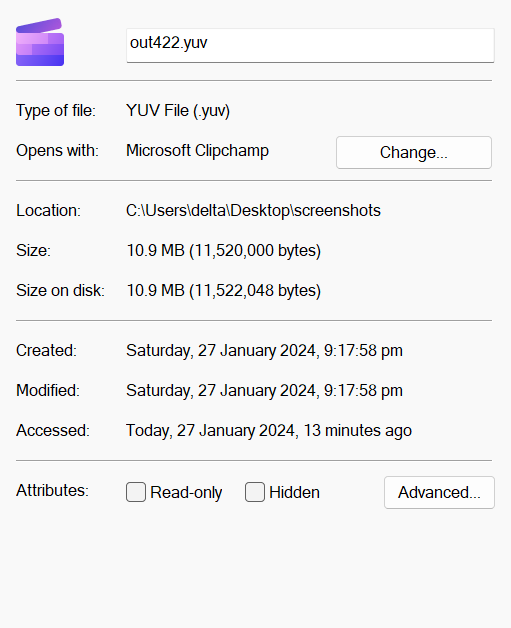 out422.yuv
Type of file: YUV File (.yuv)
Opens with: Microsoft Clipchamp Change...
Location: C:\Users\delta\Desktop\screenshots
Size: 10.9 MB (11,520,000 bytes)
Size on disk: 10.9 MB (11,522,048 bytes)
Created: Saturday, 27 January 2024, 9:17:58 pm
Modified: Saturday, 27 January 2024, 9:17:58 pm
Accessed: Today, 27 January 2024, 13 minutes ago
Attributes: Read-only Hidden Advanced...